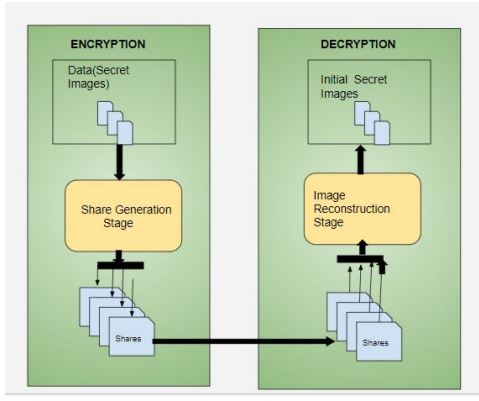 ENCRYPTION
Data(Secret
Images)
Share Generation
Stage
Shares
DECRYPTION
Initial Secret
Images
Image
Reconstruction
Stage
Shares